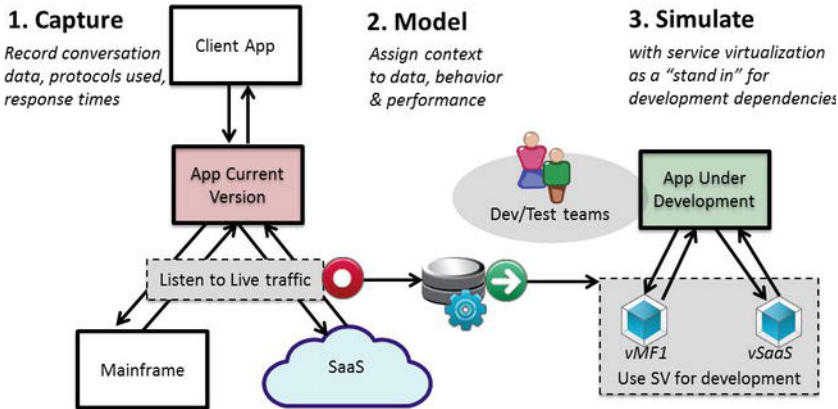 1. Capture
Record conversation
data, protocols used,
response times
Client App
2. Model
Assign context
to data, behavior
& performance
3. Simulate
with service virtualization
as a “stand in” for
development dependencies
App Current
Version
Dev/Test teams
App Under
Development
Listen to Live traffic
Mainframe
SaaS
vMF1
vSaaS
Use SV for development